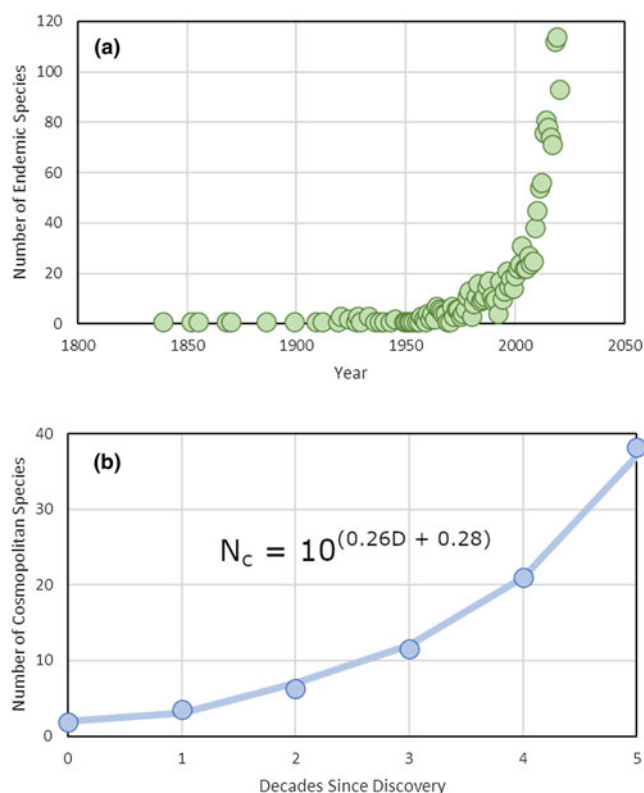 (a)
Number of Endemic Species
120
100
80
60
40
20
0
1800 1850 1900 1950 2000 2050
Year
(b)
Number of Cosmopolitan Species
40
30
20
10
0
N_c = 10^(0.26D + 0.28)
0 1 2 3 4 5
Decades Since Discovery